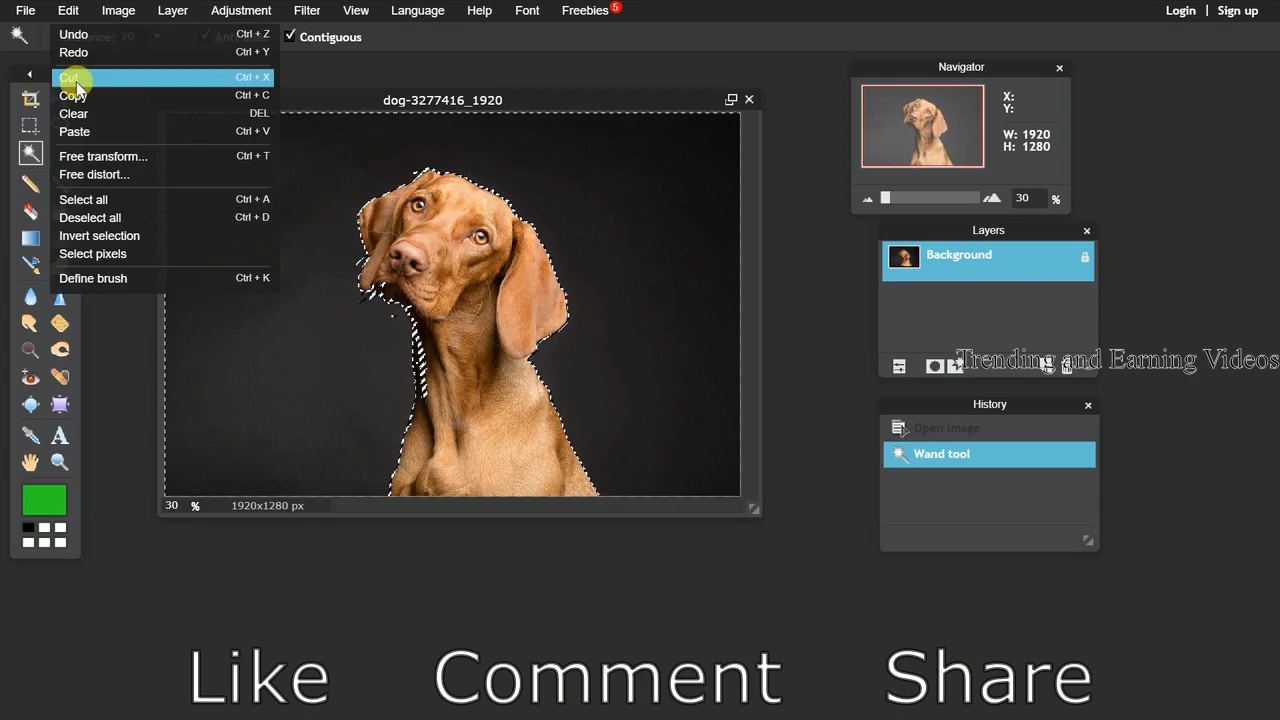 File Edit Image Layer Adjustment Filter View Language Help Font Freebies 5 Login | Sign up
Contiguous
Undo Ctrl + Z
Redo Ctrl + Y
Cut Ctrl + X
Copy Ctrl + C
Clear DEL
Paste Ctrl + V
Free transform... Ctrl + T
Free distort...
Select all Ctrl + A
Deselect all Ctrl + D
Invert selection
Select pixels
Define brush Ctrl + K
dog-3277416_1920
30 % 1920x1280 px
Navigator
X:
Y:
W: 1920
H: 1280
30 %
Layers
Background
Trending and Earning Videos
History
Open image
Wand tool
A
Like Comment Share